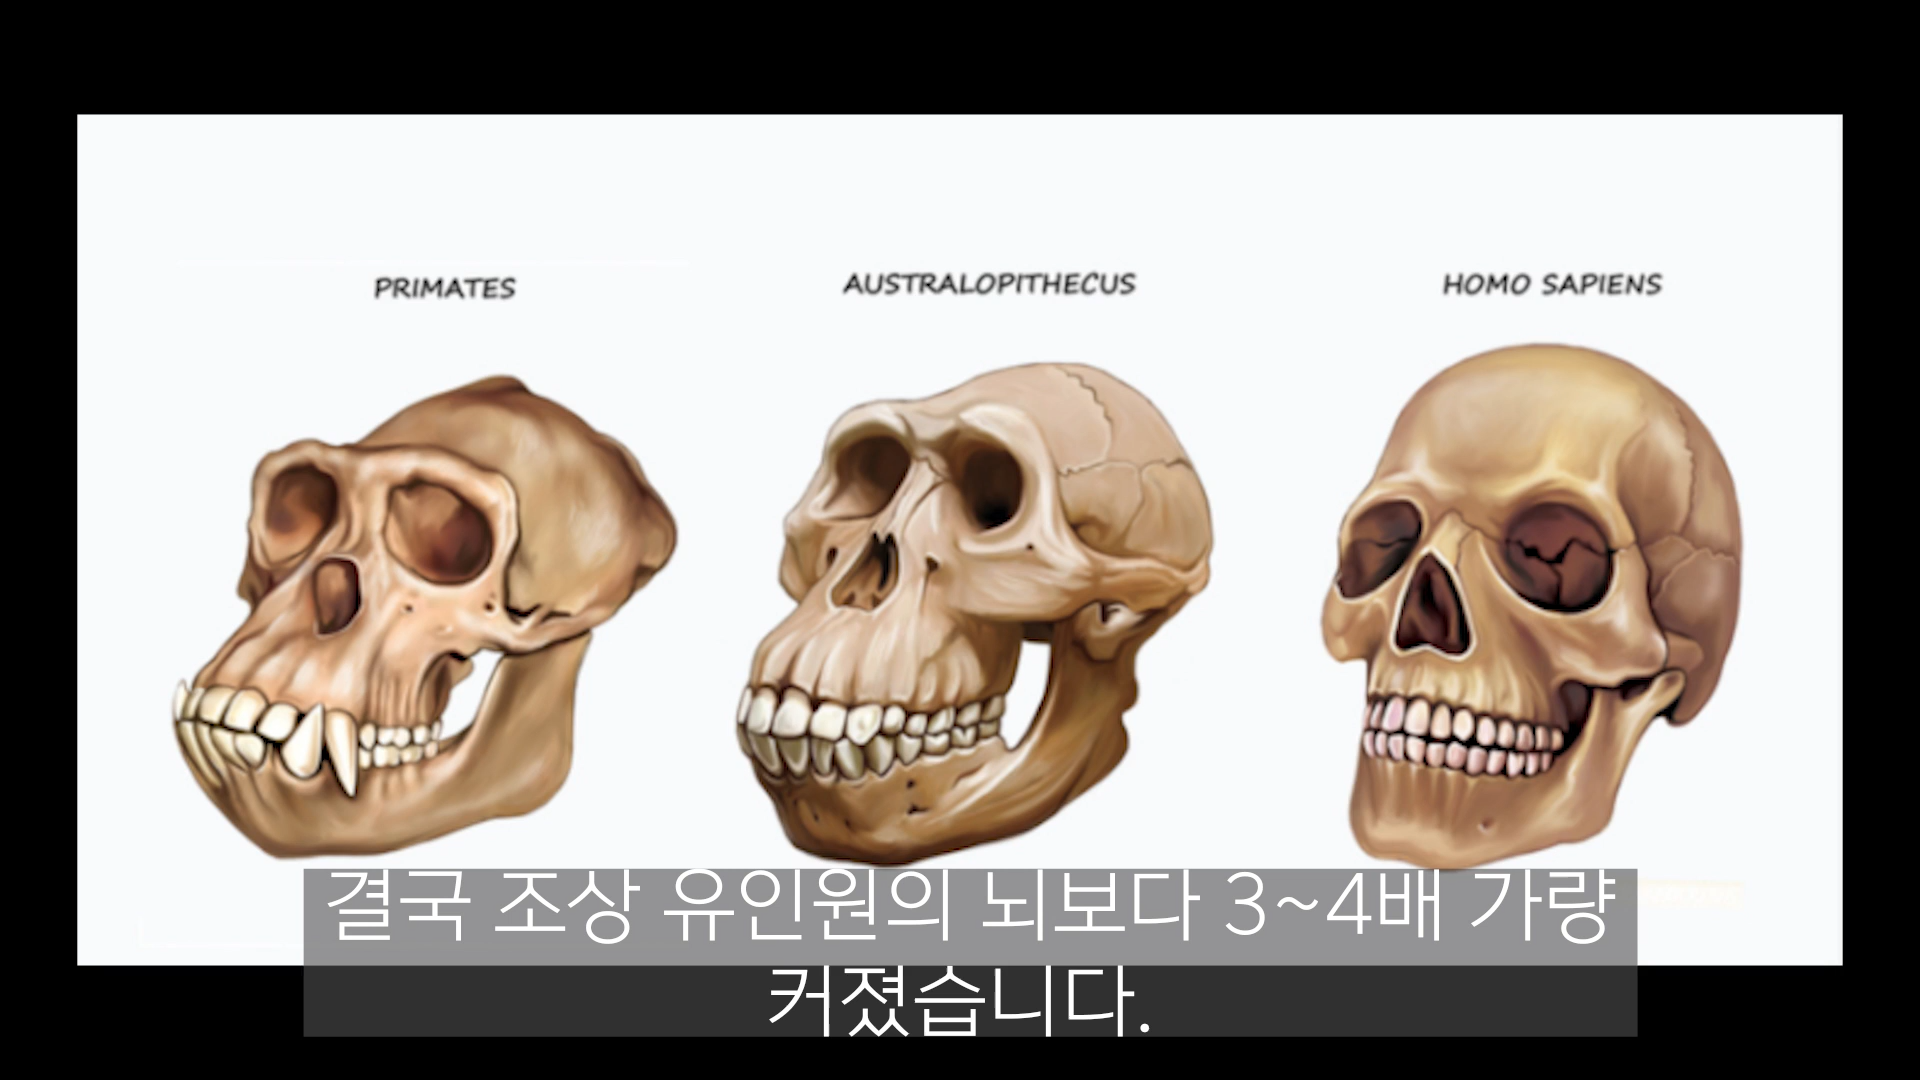 PRIMATES
AUSTRALOPITHECUS
HOMO SAPIENS
결국 조상 유인원의 뇌보다 3~4배 가량
커졌습니다.